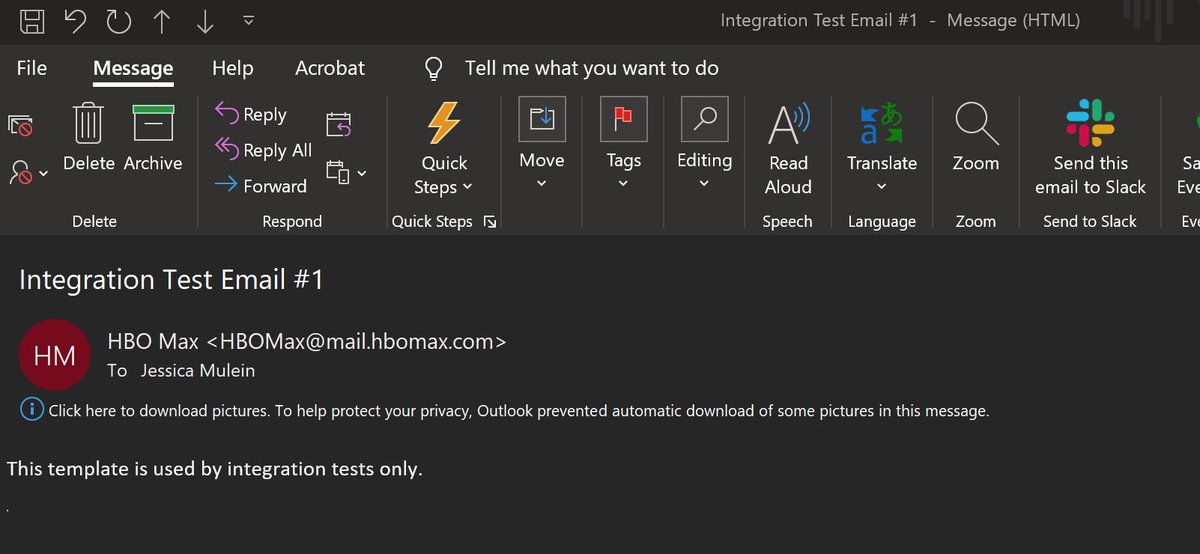 Integration Test Email #1 - Message (HTML)
File Message Help Acrobat Tell me what you want to do
Delete Archive
Delete
Reply
Reply All
Forward
Respond
Quick
Steps
Quick Steps
Move
Tags
Editing
Read
Aloud
Speech
Translate
Language
Zoom
Zoom
Send this
email to Slack
Send to Slack
Integration Test Email #1
HM
HBO Max <HBOMax@mail.hbomax.com>
To Jessica Mulein
Click here to download pictures. To help protect your privacy, Outlook prevented automatic download of some pictures in this message.
This template is used by integration tests only.
.